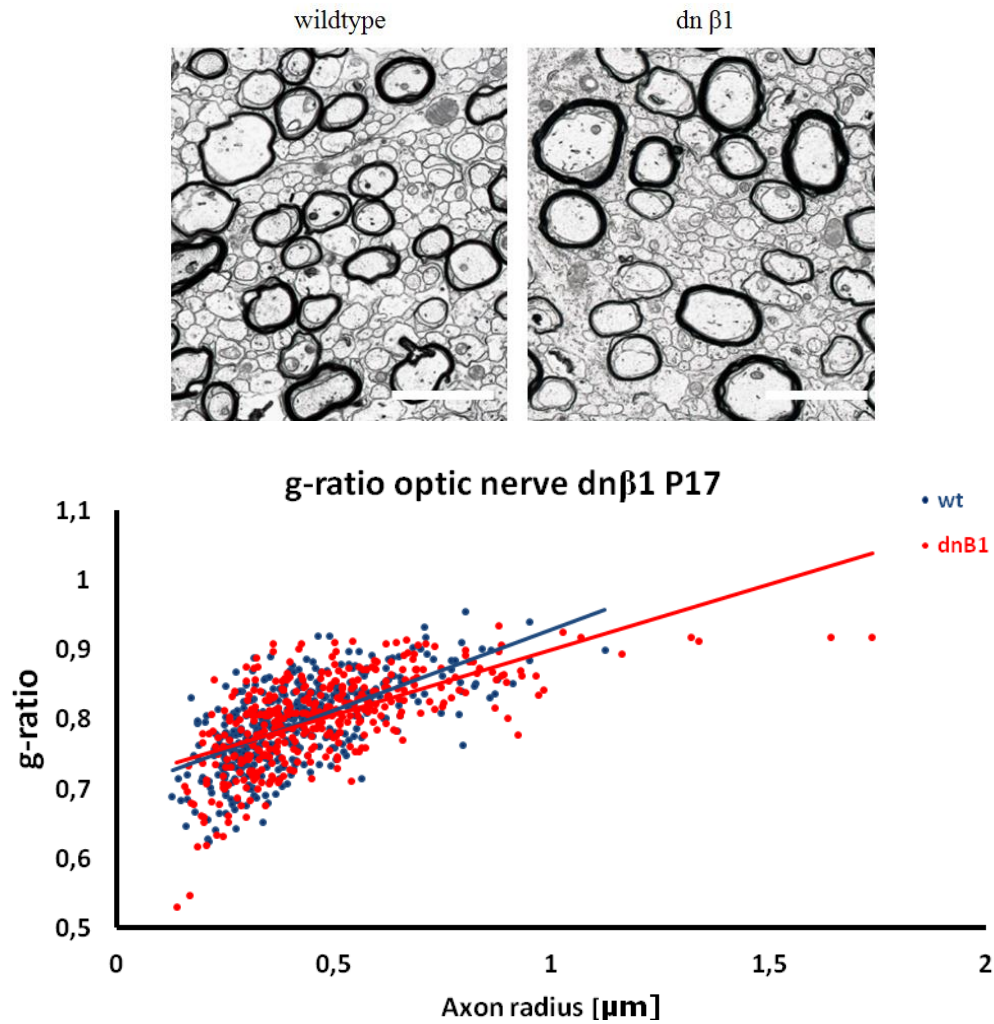 wildtype
dn β1
g-ratio optic nerve dnβ1 P17
wt
dnB1
1,1
1
0,9
0,8
0,7
0,6
0,5
g-ratio
0
0,5
1
1,5
2
Axon radius [μm]